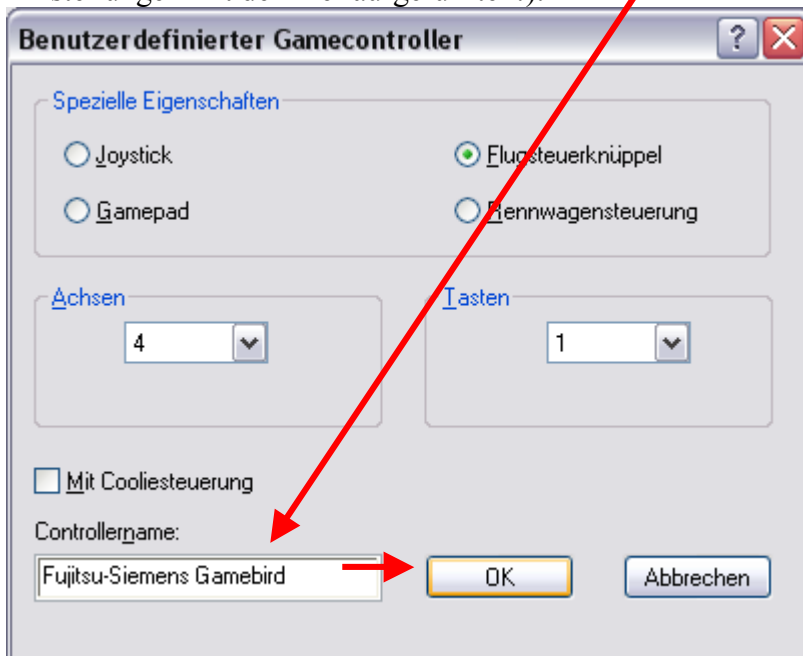 Benutzerdefinierter Gamecontroller
Spezielle Eigenschaften
Joystick
Flugsteuerknüppel
Gamepad
Rennwagensteuerung
Achsen
Tasten
4
1
Mit Cooliesteuerung
Controllername:
Fujitsu-Siemens Gamebird
OK
Abbrechen